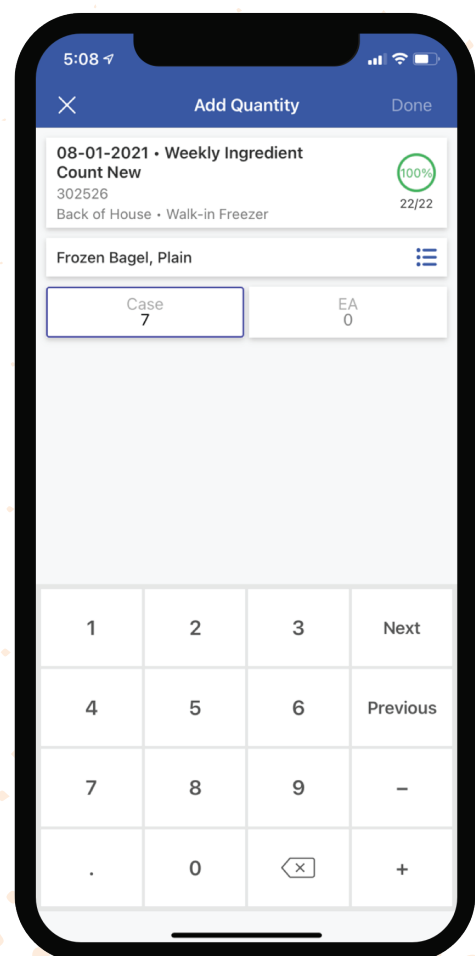 5:08
Add Quantity Done
08-01-2021 • Weekly Ingredient
Count New
302526
Back of House • Walk-in Freezer
100%
22/22
Frozen Bagel, Plain
Case EA
7 0
1 2 3 Next
4 5 6 Previous
7 8 9 –
. 0 +